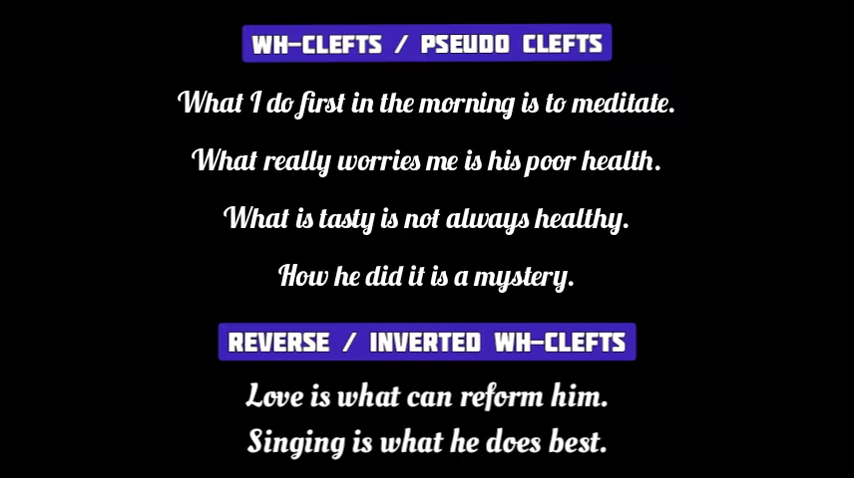 WH-CLEFTS / PSEUDO CLEFTS
What I do first in the morning is to meditate.
What really worries me is his poor health.
What is tasty is not always healthy.
How he did it is a mystery.
REVERSE / INVERTED WH-CLEFTS
Love is what can reform him.
Singing is what he does best.